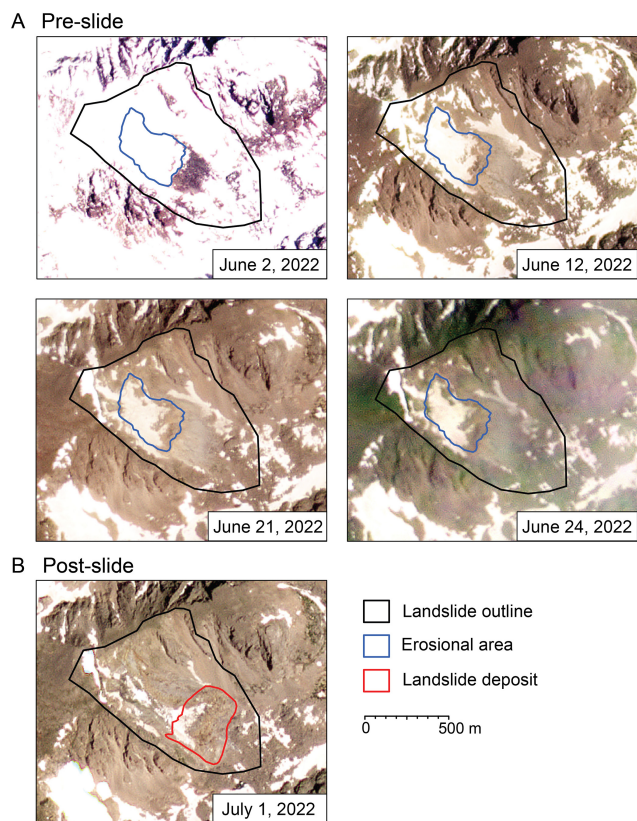 A Pre-slide
June 2, 2022
June 12, 2022
June 21, 2022
June 24, 2022
B Post-slide
July 1, 2022
Landslide outline
Erosional area
Landslide deposit
0 500 m